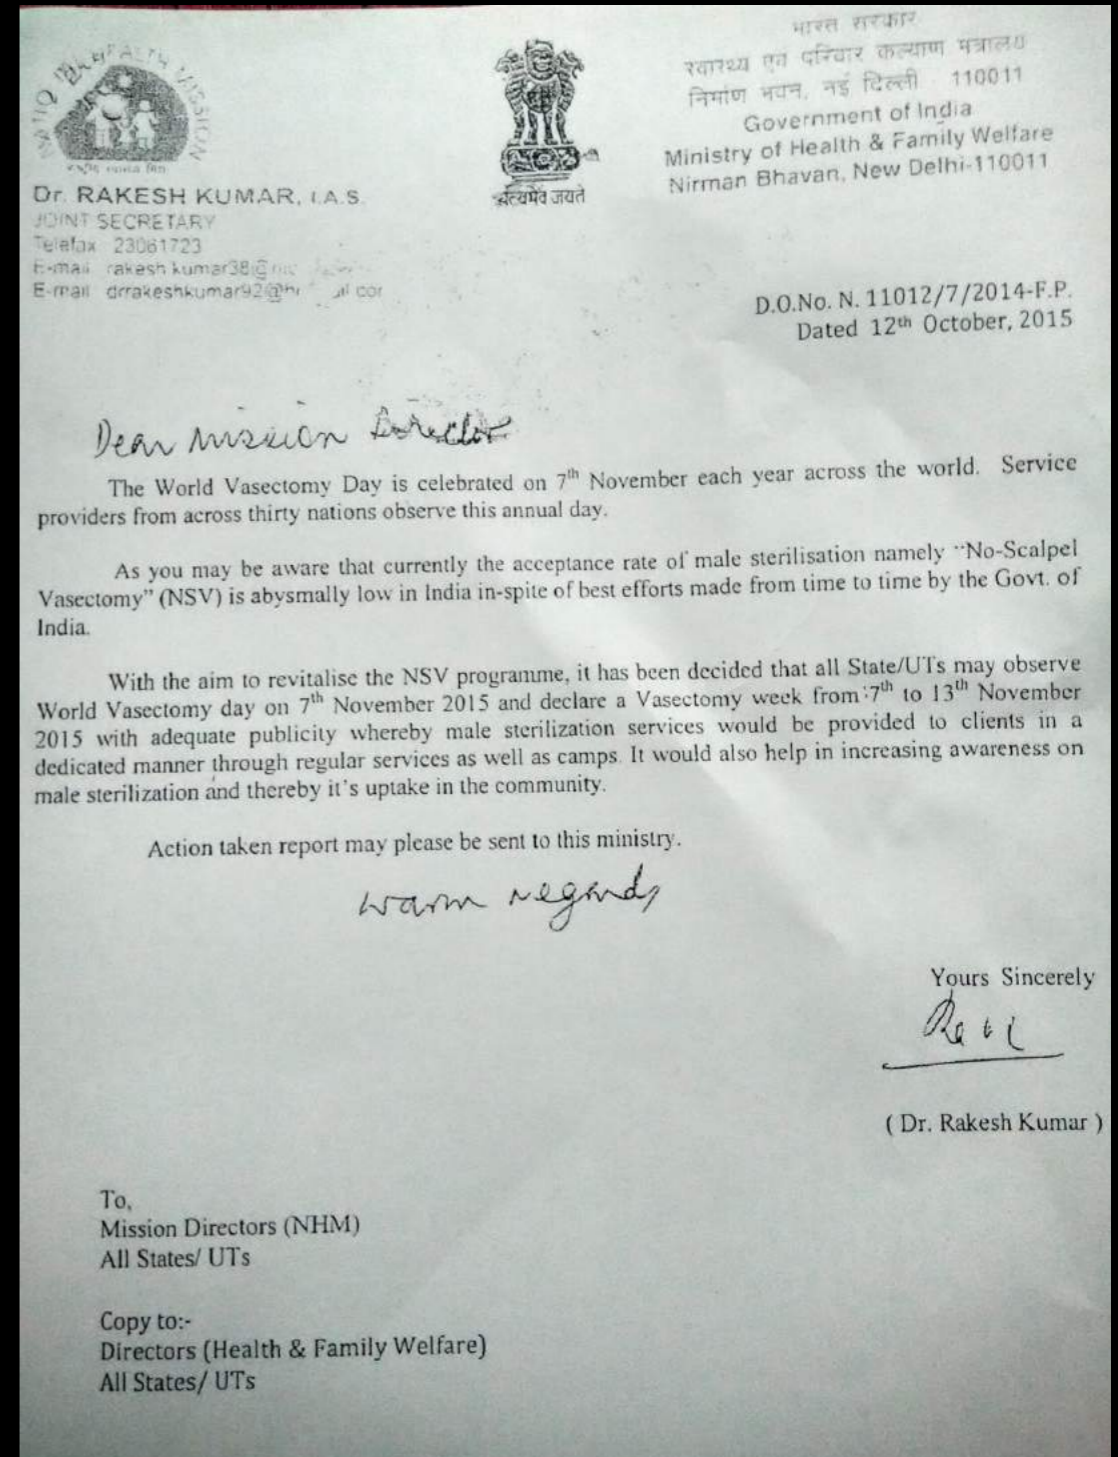 NATIONAL HEALTH MISSION
Dr. RAKESH KUMAR, I.A.S.
JOINT SECRETARY
Telefax 23061723
E-mail rakesh.kumar38@
E-mail drrakeshkumar92@
सत्यमेव जयते
भारत सरकार
स्वास्थ्य एवं परिवार कल्याण मंत्रालय
निर्माण भवन, नई दिल्ली 110011
Government of India
Ministry of Health & Family Welfare
Nirman Bhavan, New Delhi-110011
D.O.No. N. 11012/7/2014-F.P.
Dated 12th October, 2015
Dear Mission Director
The World Vasectomy Day is celebrated on 7th November each year across the world. Service
providers from across thirty nations observe this annual day.
As you may be aware that currently the acceptance rate of male sterilisation namely "No-Scalpel
Vasectomy" (NSV) is abysmally low in India in-spite of best efforts made from time to time by the Govt. of
India.
With the aim to revitalise the NSV programme, it has been decided that all State/UTs may observe
World Vasectomy day on 7th November 2015 and declare a Vasectomy week from 7th to 13th November
2015 with adequate publicity whereby male sterilization services would be provided to clients in a
dedicated manner through regular services as well as camps. It would also help in increasing awareness on
male sterilization and thereby it's uptake in the community.
Action taken report may please be sent to this ministry.
warm regards
Yours Sincerely
( Dr. Rakesh Kumar )
To,
Mission Directors (NHM)
All States/ UTs
Copy to:-
Directors (Health & Family Welfare)
All States/ UTs